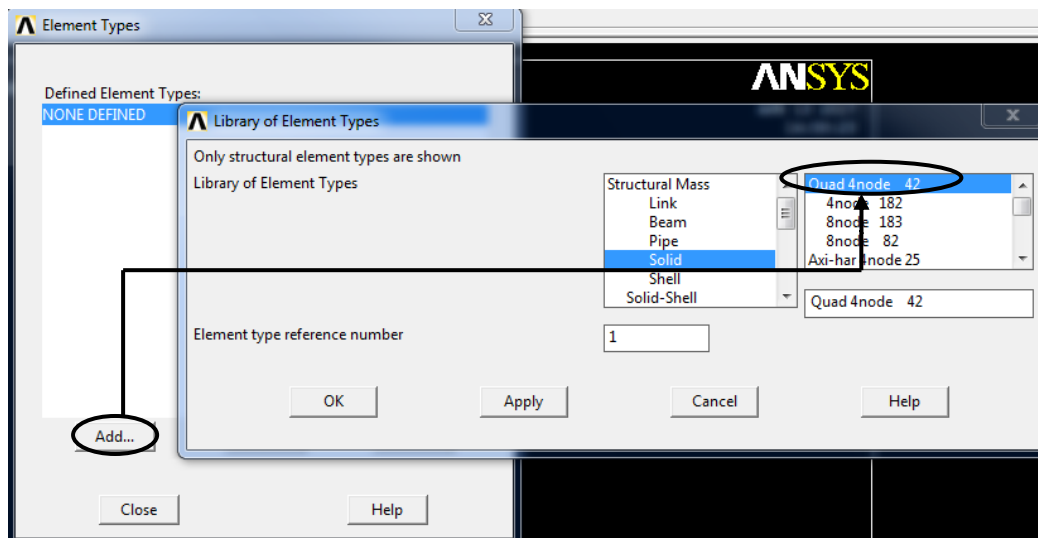 Element Types
ANSYS
Defined Element Types:
NONE DEFINED
Library of Element Types
Only structural element types are shown
Library of Element Types
Structural Mass
Link
Beam
Pipe
Solid
Shell
Solid-Shell
Quad 4node 42
4node 182
8node 183
8node 82
Axi-har 4node 25
Quad 4node 42
Element type reference number
1
OK
Apply
Cancel
Help
Add...
Close
Help